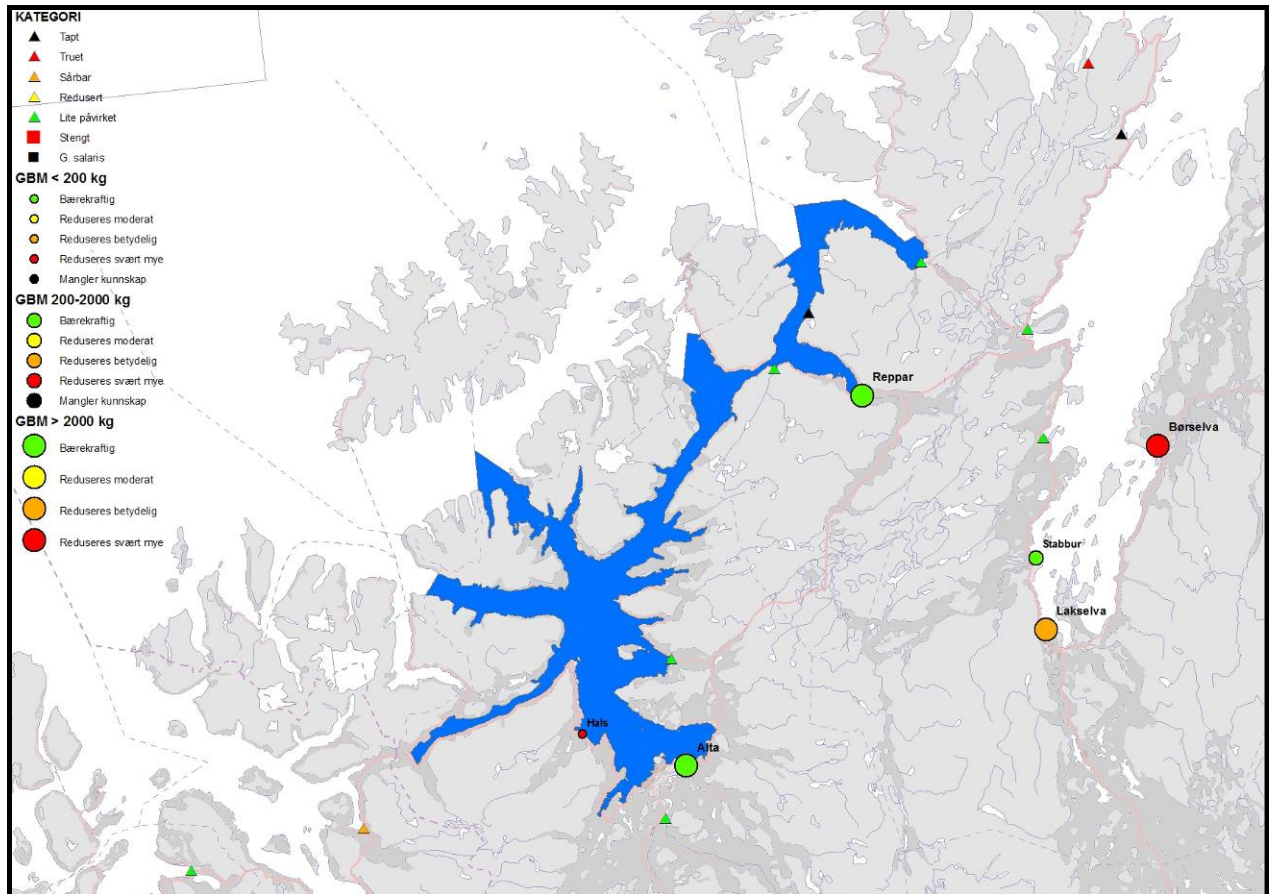 KATEGORI
Tapt
Truet
Sårbar
Redusert
Lite påvirket
Stengt
G. salaris
GBM < 200 kg
Bærekraftig
Reduseres moderat
Reduseres betydelig
Reduseres svært mye
Mangler kunnskap
GBM 200-2000 kg
Bærekraftig
Reduseres moderat
Reduseres betydelig
Reduseres svært mye
Mangler kunnskap
GBM > 2000 kg
Bærekraftig
Reduseres moderat
Reduseres betydelig
Reduseres svært mye
Reppar
Børselva
Stabbur
Lakselva
Hals
Alta